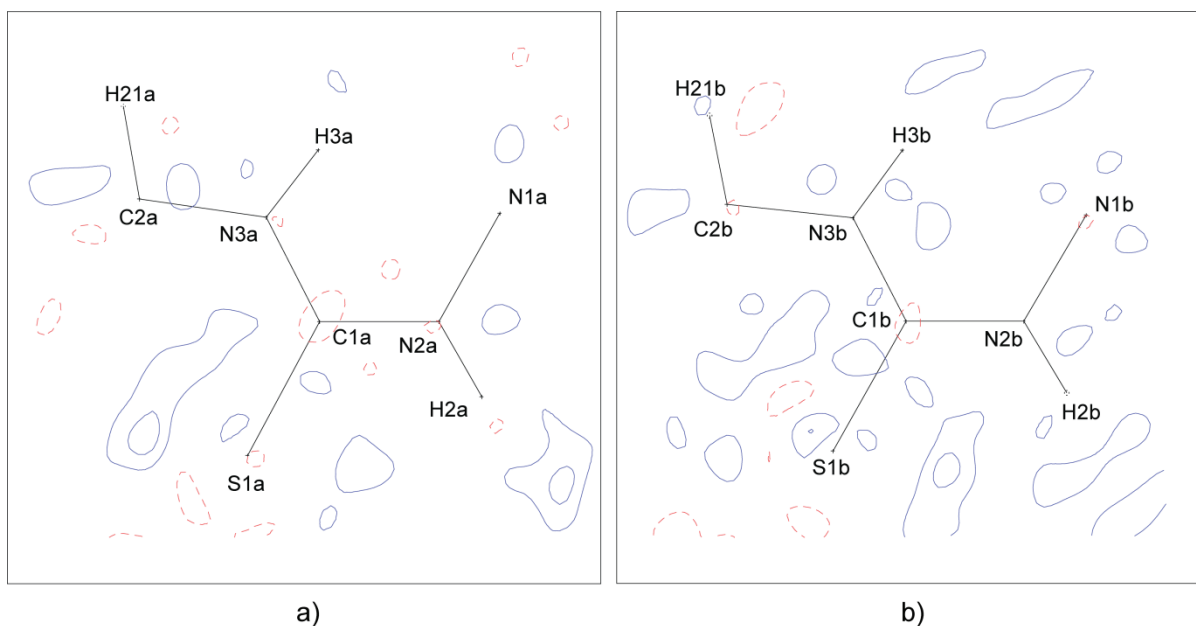 H21a
H3a
C2a
N3a
N1a
C1a
N2a
H2a
S1a
a)
H21b
H3b
C2b
N3b
N1b
C1b
N2b
H2b
S1b
b)